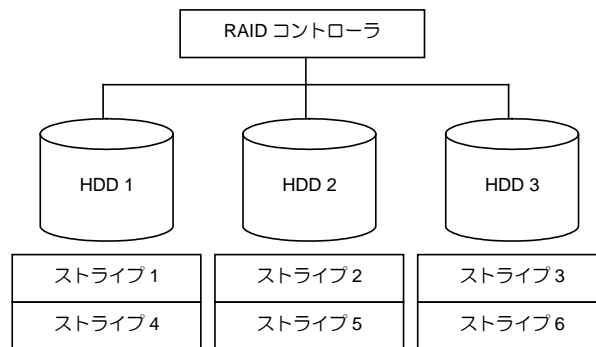 RAID コントローラ
HDD 1
HDD 2
HDD 3
ストライプ 1
ストライプ 2
ストライプ 3
ストライプ 4
ストライプ 5
ストライプ 6